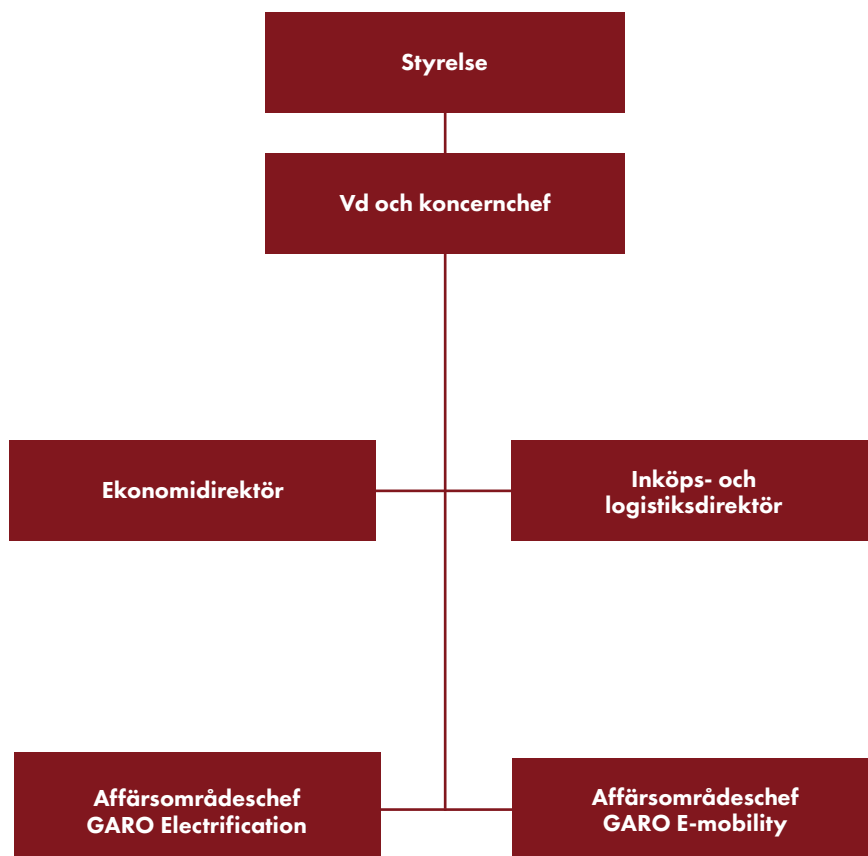 Styrelse
Vd och koncernchef
Ekonomidirektör
Inköps- och
logistiksdirektör
Affärsområdeschef
GARO Electrification
Affärsområdeschef
GARO E-mobility